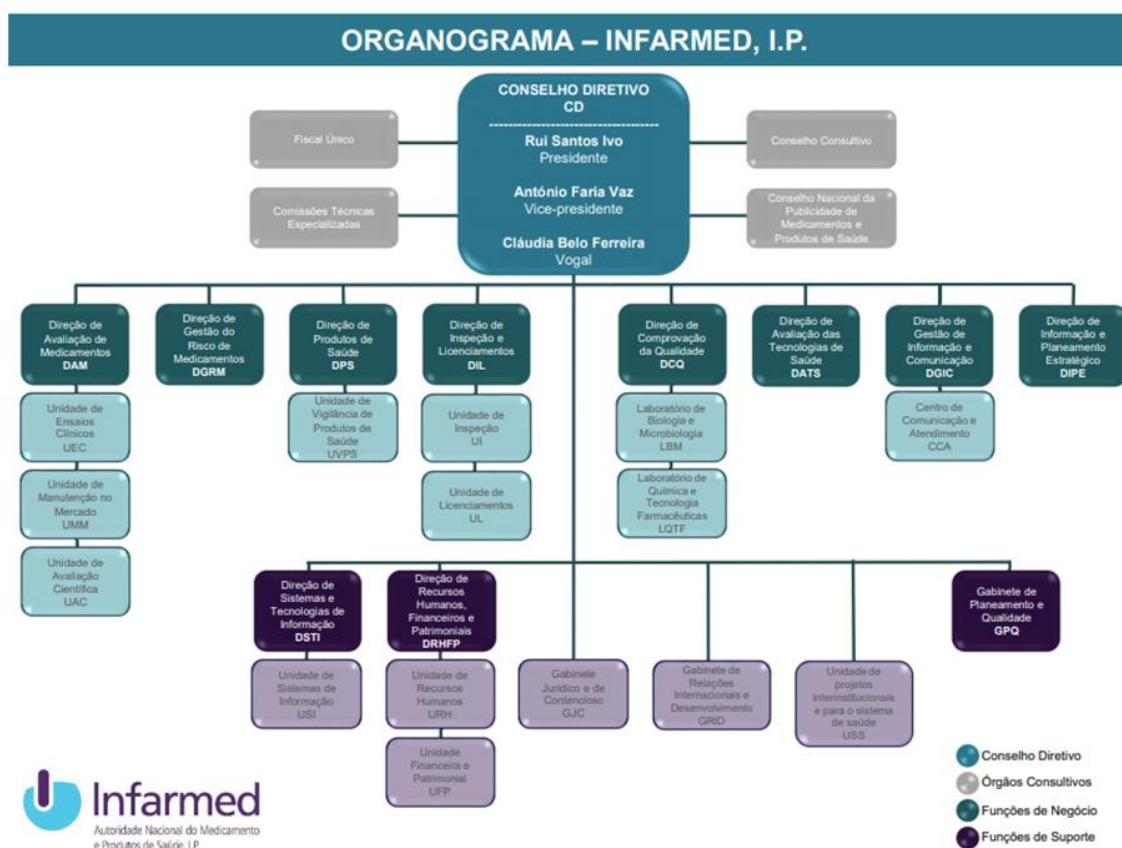 ORGANOGRAMA – INFARMED, I.P.
CONSELHO DIRETIVO
CD
------------------------------------
Rui Santos Ivo
Presidente
António Faria Vaz
Vice-presidente
Cláudia Belo Ferreira
Vogal
Fiscal Único
Conselho Consultivo
Comissões Técnicas
Especializadas
Conselho Nacional da
Publicidade de
Medicamentos e
Produtos de Saúde
Direção de
Avaliação de
Medicamentos
DAM
Direção de
Gestão do
Risco de
Medicamentos
DGRM
Direção de
Produtos de
Saúde
DPS
Direção de
Inspeção e
Licenciamentos
DIL
Direção de
Comprovação
da Qualidade
DCQ
Direção de
Avaliação das
Tecnologias de
Saúde
DATS
Direção de
Gestão de
Informação e
Comunicação
DGIC
Direção de
Informação e
Planeamento
Estratégico
DIPE
Unidade de
Ensaios
Clínicos
UEC
Unidade de
Vigilância de
Produtos de
Saúde
UVPS
Unidade de
Inspeção
UI
Laboratório de
Biologia e
Microbiologia
LBM
Centro de
Comunicação e
Atendimento
CCA
Unidade de
Manutenção no
Mercado
UMM
Unidade de
Licenciamentos
UL
Laboratório de
Química e
Tecnologia
Farmacêuticas
LQTF
Unidade de
Avaliação
Científica
UAC
Direção de
Sistemas e
Tecnologias de
Informação
DSTI
Direção de
Recursos
Humanos,
Financeiros e
Patrimoniais
DRHFP
Gabinete de
Planeamento e
Qualidade
GPQ
Unidade de
Sistemas de
Informação
USI
Unidade de
Recursos
Humanos
URH
Gabinete
Jurídico e de
Contencioso
GJC
Gabinete de
Relações
Internacionais e
Desenvolvimento
GRID
Unidade de
projetos
interinstitucionais
e para o sistema
de saúde
USS
Unidade
Financeira e
Patrimonial
UFP
Conselho Diretivo
Órgãos Consultivos
Funções de Negócio
Funções de Suporte
Infarmed
Autoridade Nacional do Medicamento
e Produtos de Saúde, I.P.